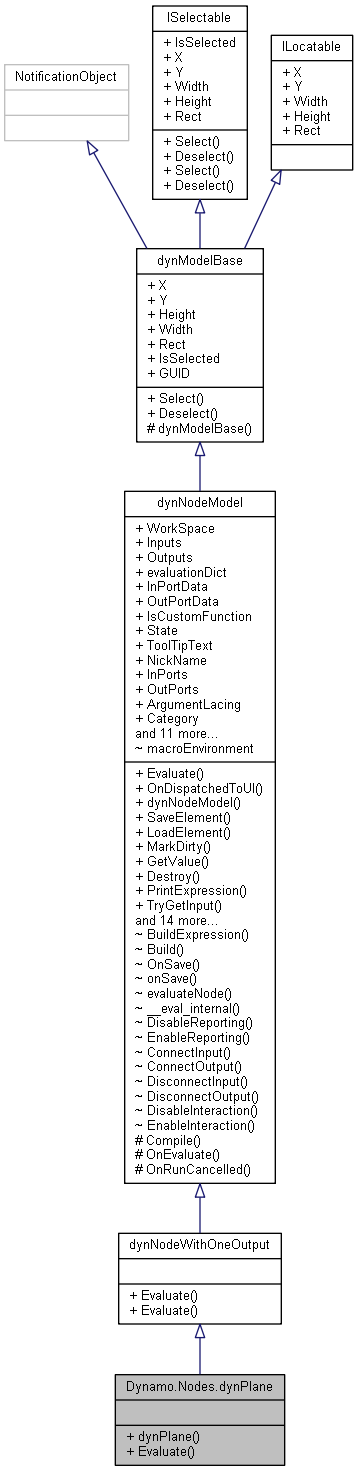 NotificationObject
ISelectable
+ IsSelected
+ X
+ Y
+ Width
+ Height
+ Rect
+ Select()
+ Deselect()
+ Select()
+ Deselect()
ILocatable
+ X
+ Y
+ Width
+ Height
+ Rect
dynModelBase
+ X
+ Y
+ Height
+ Width
+ Rect
+ IsSelected
+ GUID
+ Select()
+ Deselect()
# dynModelBase()
dynNodeModel
+ WorkSpace
+ Inputs
+ Outputs
+ evaluationDict
+ InPortData
+ OutPortData
+ IsCustomFunction
+ State
+ ToolTipText
+ NickName
+ InPorts
+ OutPorts
+ ArgumentLacing
+ Category
and 11 more...
~ macroEnvironment
+ Evaluate()
+ OnDispatchedToUI()
+ dynNodeModel()
+ SaveElement()
+ LoadElement()
+ MarkDirty()
+ GetValue()
+ Destroy()
+ PrintExpression()
+ TryGetInput()
and 14 more...
~ BuildExpression()
~ Build()
~ OnSave()
~ onSave()
~ evaluateNode()
~ __eval_internal()
~ DisableReporting()
~ EnableReporting()
~ ConnectInput()
~ ConnectOutput()
~ DisconnectInput()
~ DisconnectOutput()
~ DisableInteraction()
~ EnableInteraction()
# Compile()
# OnEvaluate()
# OnRunCancelled()
dynNodeWithOneOutput
+ Evaluate()
+ Evaluate()
Dynamo.Nodes.dynPlane
+ dynPlane()
+ Evaluate()